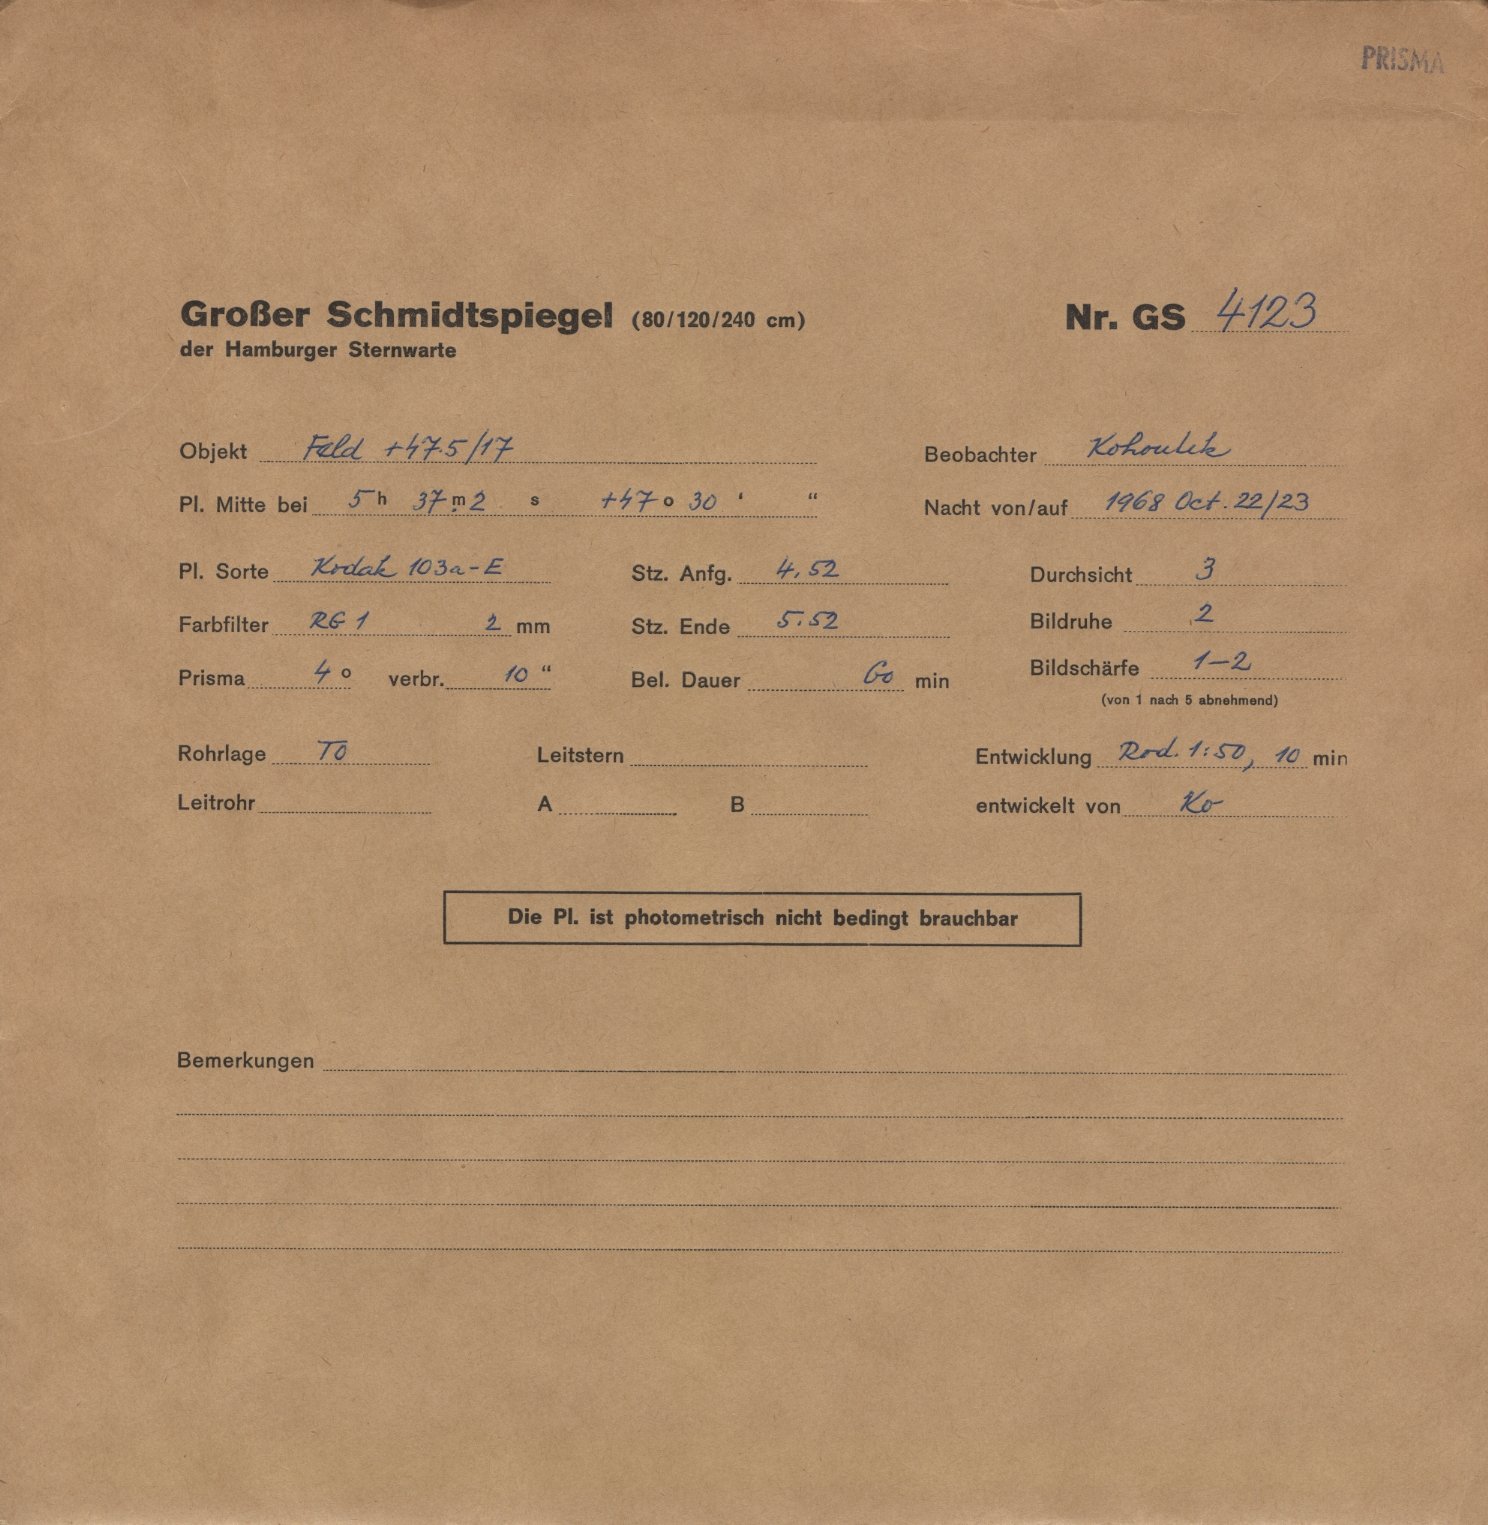 PRISMA
Großer Schmidtspiegel (80/120/240 cm) Nr. GS 4123
der Hamburger Sternwarte
Objekt Feld +47.5/17 Beobachter Kohoutek
Pl. Mitte bei 5 h 37 m. 2 s +47 o 30 ‘ “ Nacht von/auf 1968 Oct. 22/23
Pl. Sorte Kodak 103a-E Stz. Anfg. 4.52 Durchsicht 3
Farbfilter RG 1 2 mm Stz. Ende 5.52 Bildruhe 2
Prisma 4 o verbr. 10 “ Bel. Dauer 60 min Bildschärfe 1-2
(von 1 nach 5 abnehmend)
Rohrlage TO Leitstern Entwicklung Rod. 1:50, 10 min
Leitrohr A B entwickelt von Ko
Die Pl. ist photometrisch nicht bedingt brauchbar
Bemerkungen